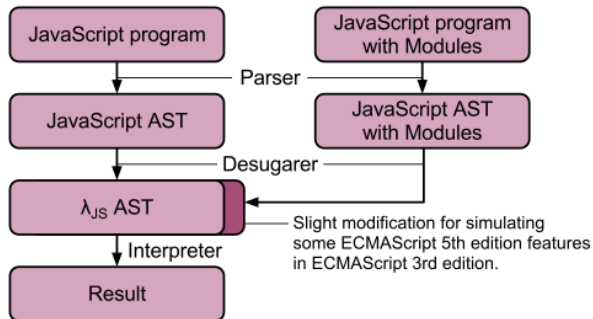 JavaScript program
JavaScript program
with Modules
Parser
JavaScript AST
JavaScript AST
with Modules
Desugarer
λJS AST
Slight modification for simulating
some ECMAScript 5th edition features
in ECMAScript 3rd edition.
Interpreter
Result